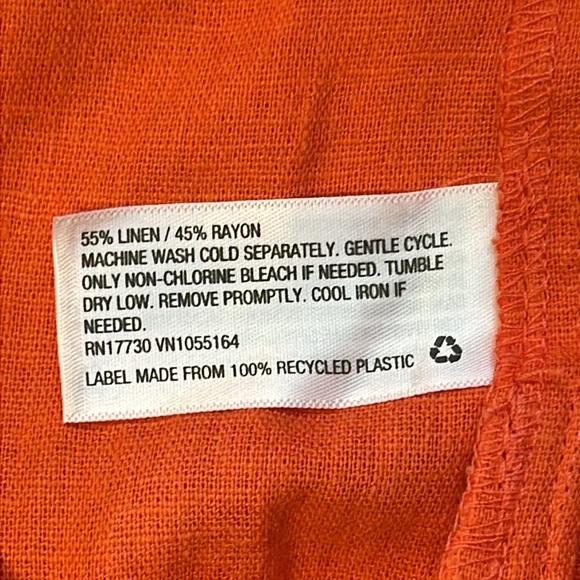 55% LINEN / 45% RAYON
MACHINE WASH COLD SEPARATELY. GENTLE CYCLE.
ONLY NON-CHLORINE BLEACH IF NEEDED. TUMBLE
DRY LOW. REMOVE PROMPTLY. COOL IRON IF
NEEDED.
RN17730 VN1055164
LABEL MADE FROM 100% RECYCLED PLASTIC